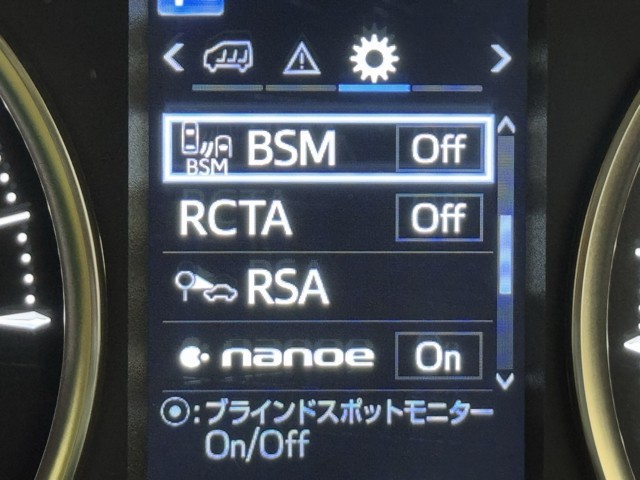 BSM BSM Off
RCTA Off
RSA
nanoe On
: ブラインドスポットモニター
On/Off